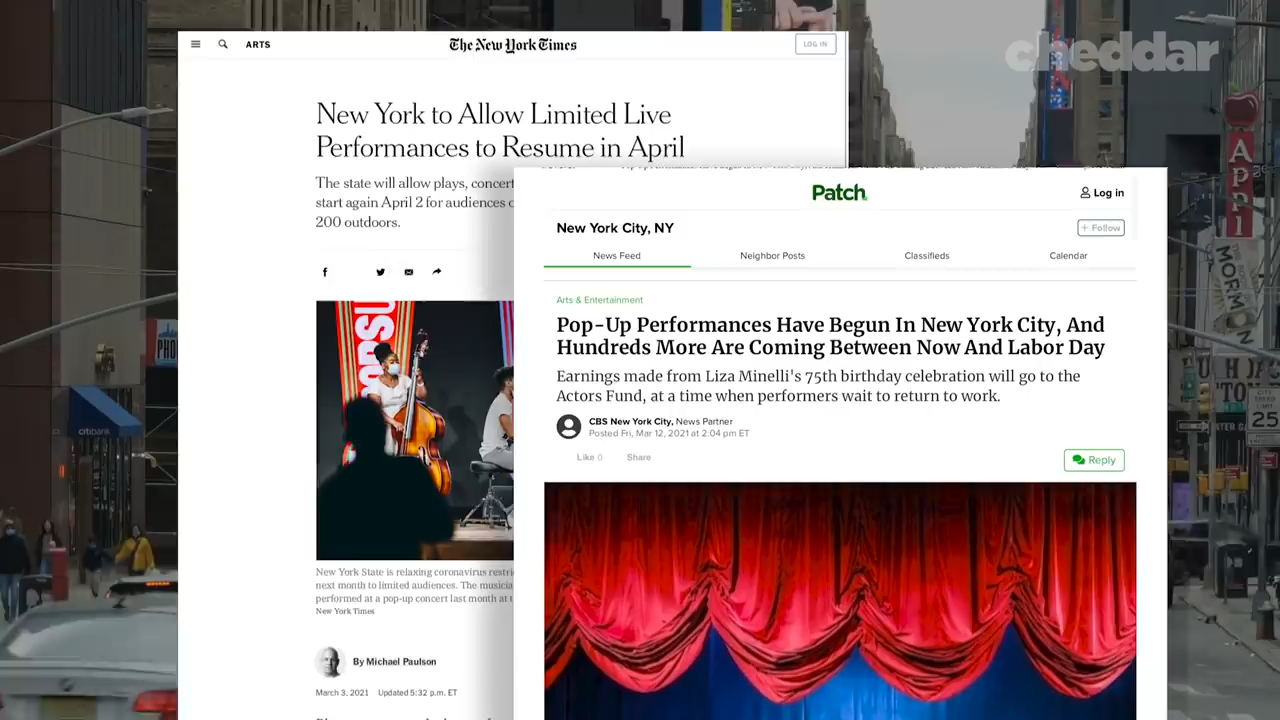 cheddar
ARTS
The New York Times
LOG IN
New York to Allow Limited Live
Performances to Resume in April
The state will allow plays, concert
start again April 2 for audiences o
200 outdoors.
New York State is relaxing coronavirus restri
next month to limited audiences. The musicia
performed at a pop-up concert last month at
New York Times
By Michael Paulson
March 3, 2021 Updated 5:32 p.m. ET
Patch
Log in
New York City, NY
+ Follow
News Feed
Neighbor Posts
Classifieds
Calendar
Arts & Entertainment
Pop-Up Performances Have Begun In New York City, And
Hundreds More Are Coming Between Now And Labor Day
Earnings made from Liza Minelli's 75th birthday celebration will go to the
Actors Fund, at a time when performers wait to return to work.
CBS New York City, News Partner
Posted Fri, Mar 12, 2021 at 2:04 pm ET
Like 0
Share
Reply
citibank
PHO
APPL
MORMON
SPEED
LIMIT
25